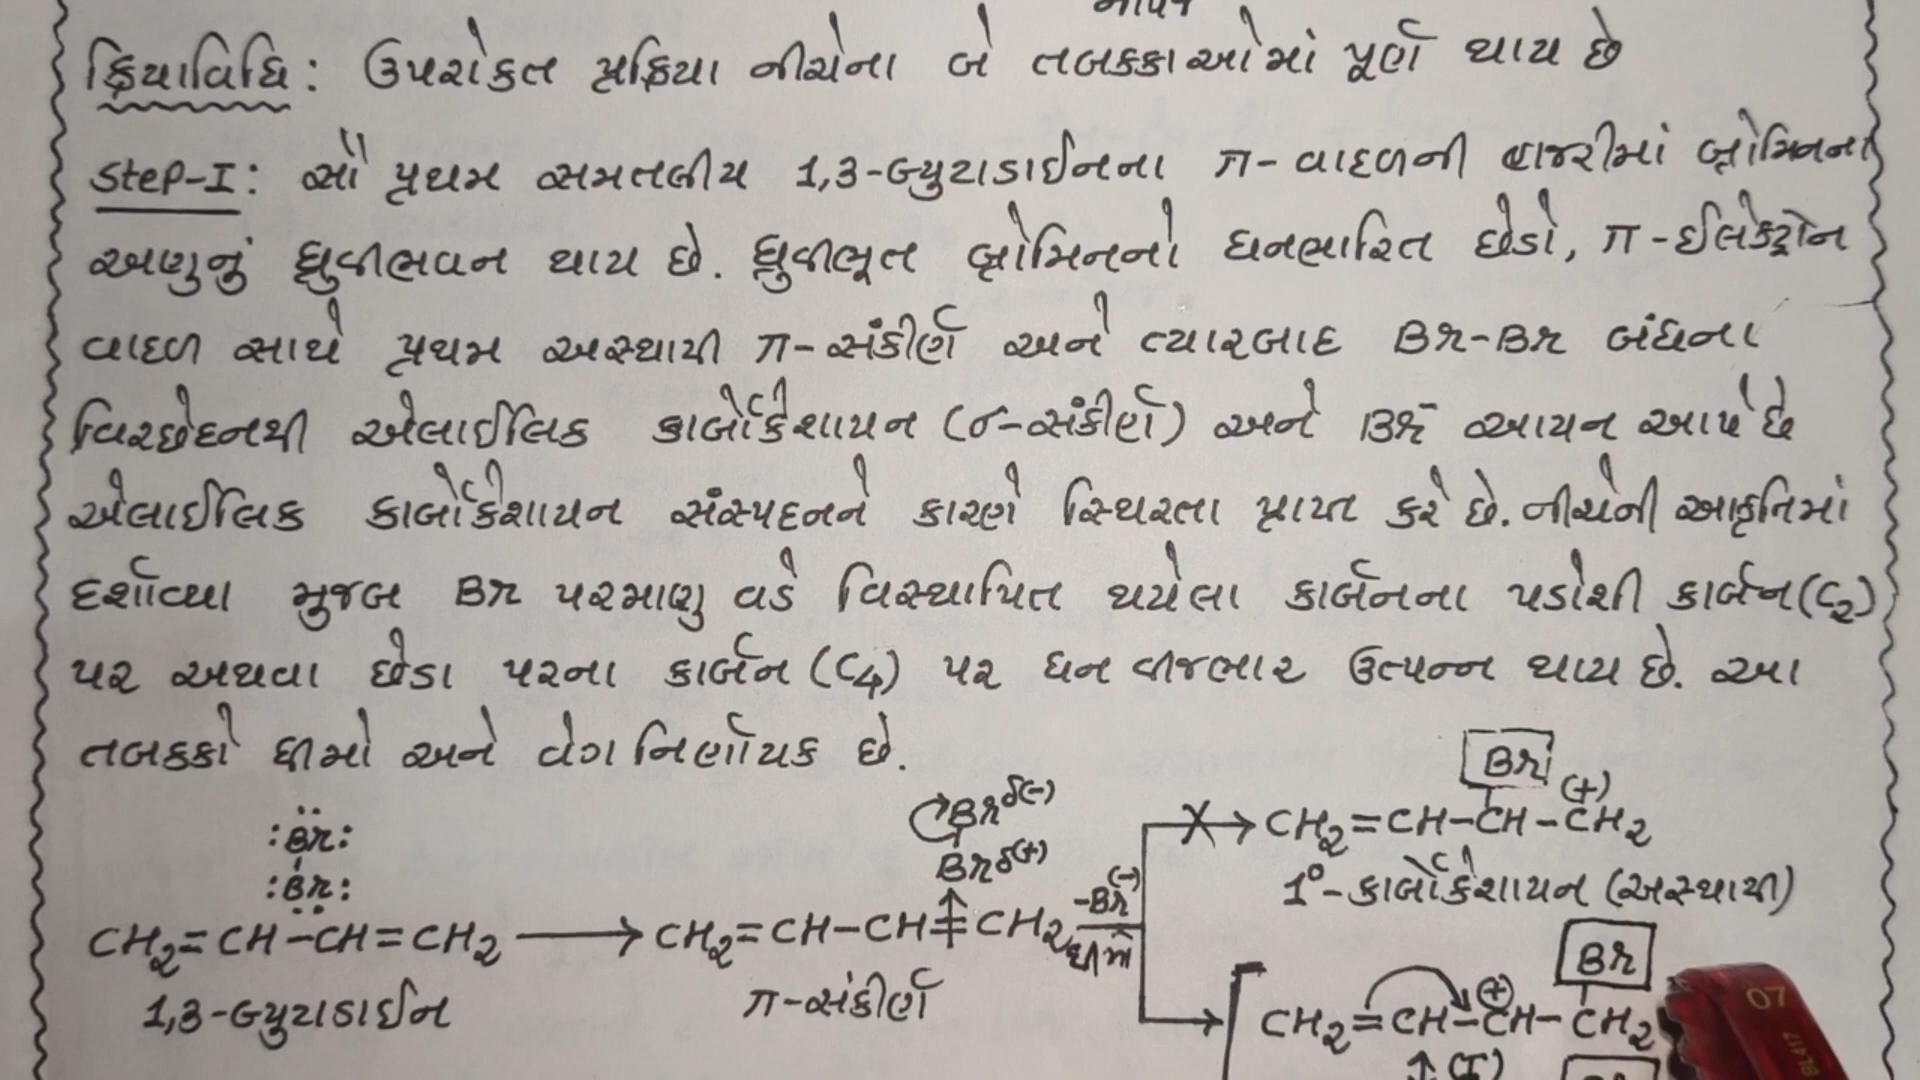 ક્રિયાવિધિ: ઉપરોકત પ્રક્રિયા નીચેના બે તબકકાઓમાં પૂર્ણ થાય છે
Step-I: સૌ પ્રથમ સમતલીય 1,3-બ્યુટાડાઈનના π-વાદળની હાજરીમાં બ્રોમિનના
અણુનું ધ્રુવીભવન થાય છે. ધ્રુવીભૂત બ્રોમિનનો ધનભારિત છેડો, π-ઈલેક્ટ્રોન
વાદળ સાથે પ્રથમ અસ્થાયી π-સંકીર્ણ અને ત્યારબાદ Br-Br બંધના
વિરછેદનથી એલાઈલિક કાર્બોકેશાયન (σ-સંકીર્ણ) અને Br⁻ આયન આપે છે
એલાઈલિક કાર્બોકેશાયન સંસ્પદનને કારણે સ્થિરતા પ્રાપ્ત કરે છે. નીચેની આકૃતિમાં
દર્શાવ્યા મુજબ Br પરમાણુ વડે વિસ્થાપિત થયેલા કાર્બનના પડોશી કાર્બન(C₂)
પર અથવા છેડા પરના કાર્બન (C₄) પર ધન વીજભાર ઉત્પન્ન થાય છે. આ
તબકકો ધીમો અને વેગ નિર્ણાયક છે.
Br
:Br: Br δ(-) CH₂=CH-CH-CH₂ (+)
:Br: Br δ(+) 1°-કાર્બોકેશાયન (અસ્થાયી)
CH₂=CH-CH=CH₂ ⟶ CH₂=CH-CH=CH₂ -Br(-) ધીમો
Br
1,3-બ્યુટાડાઈન π-સંકીર્ણ CH₂=CH-CH-CH₂ (+)
(I)